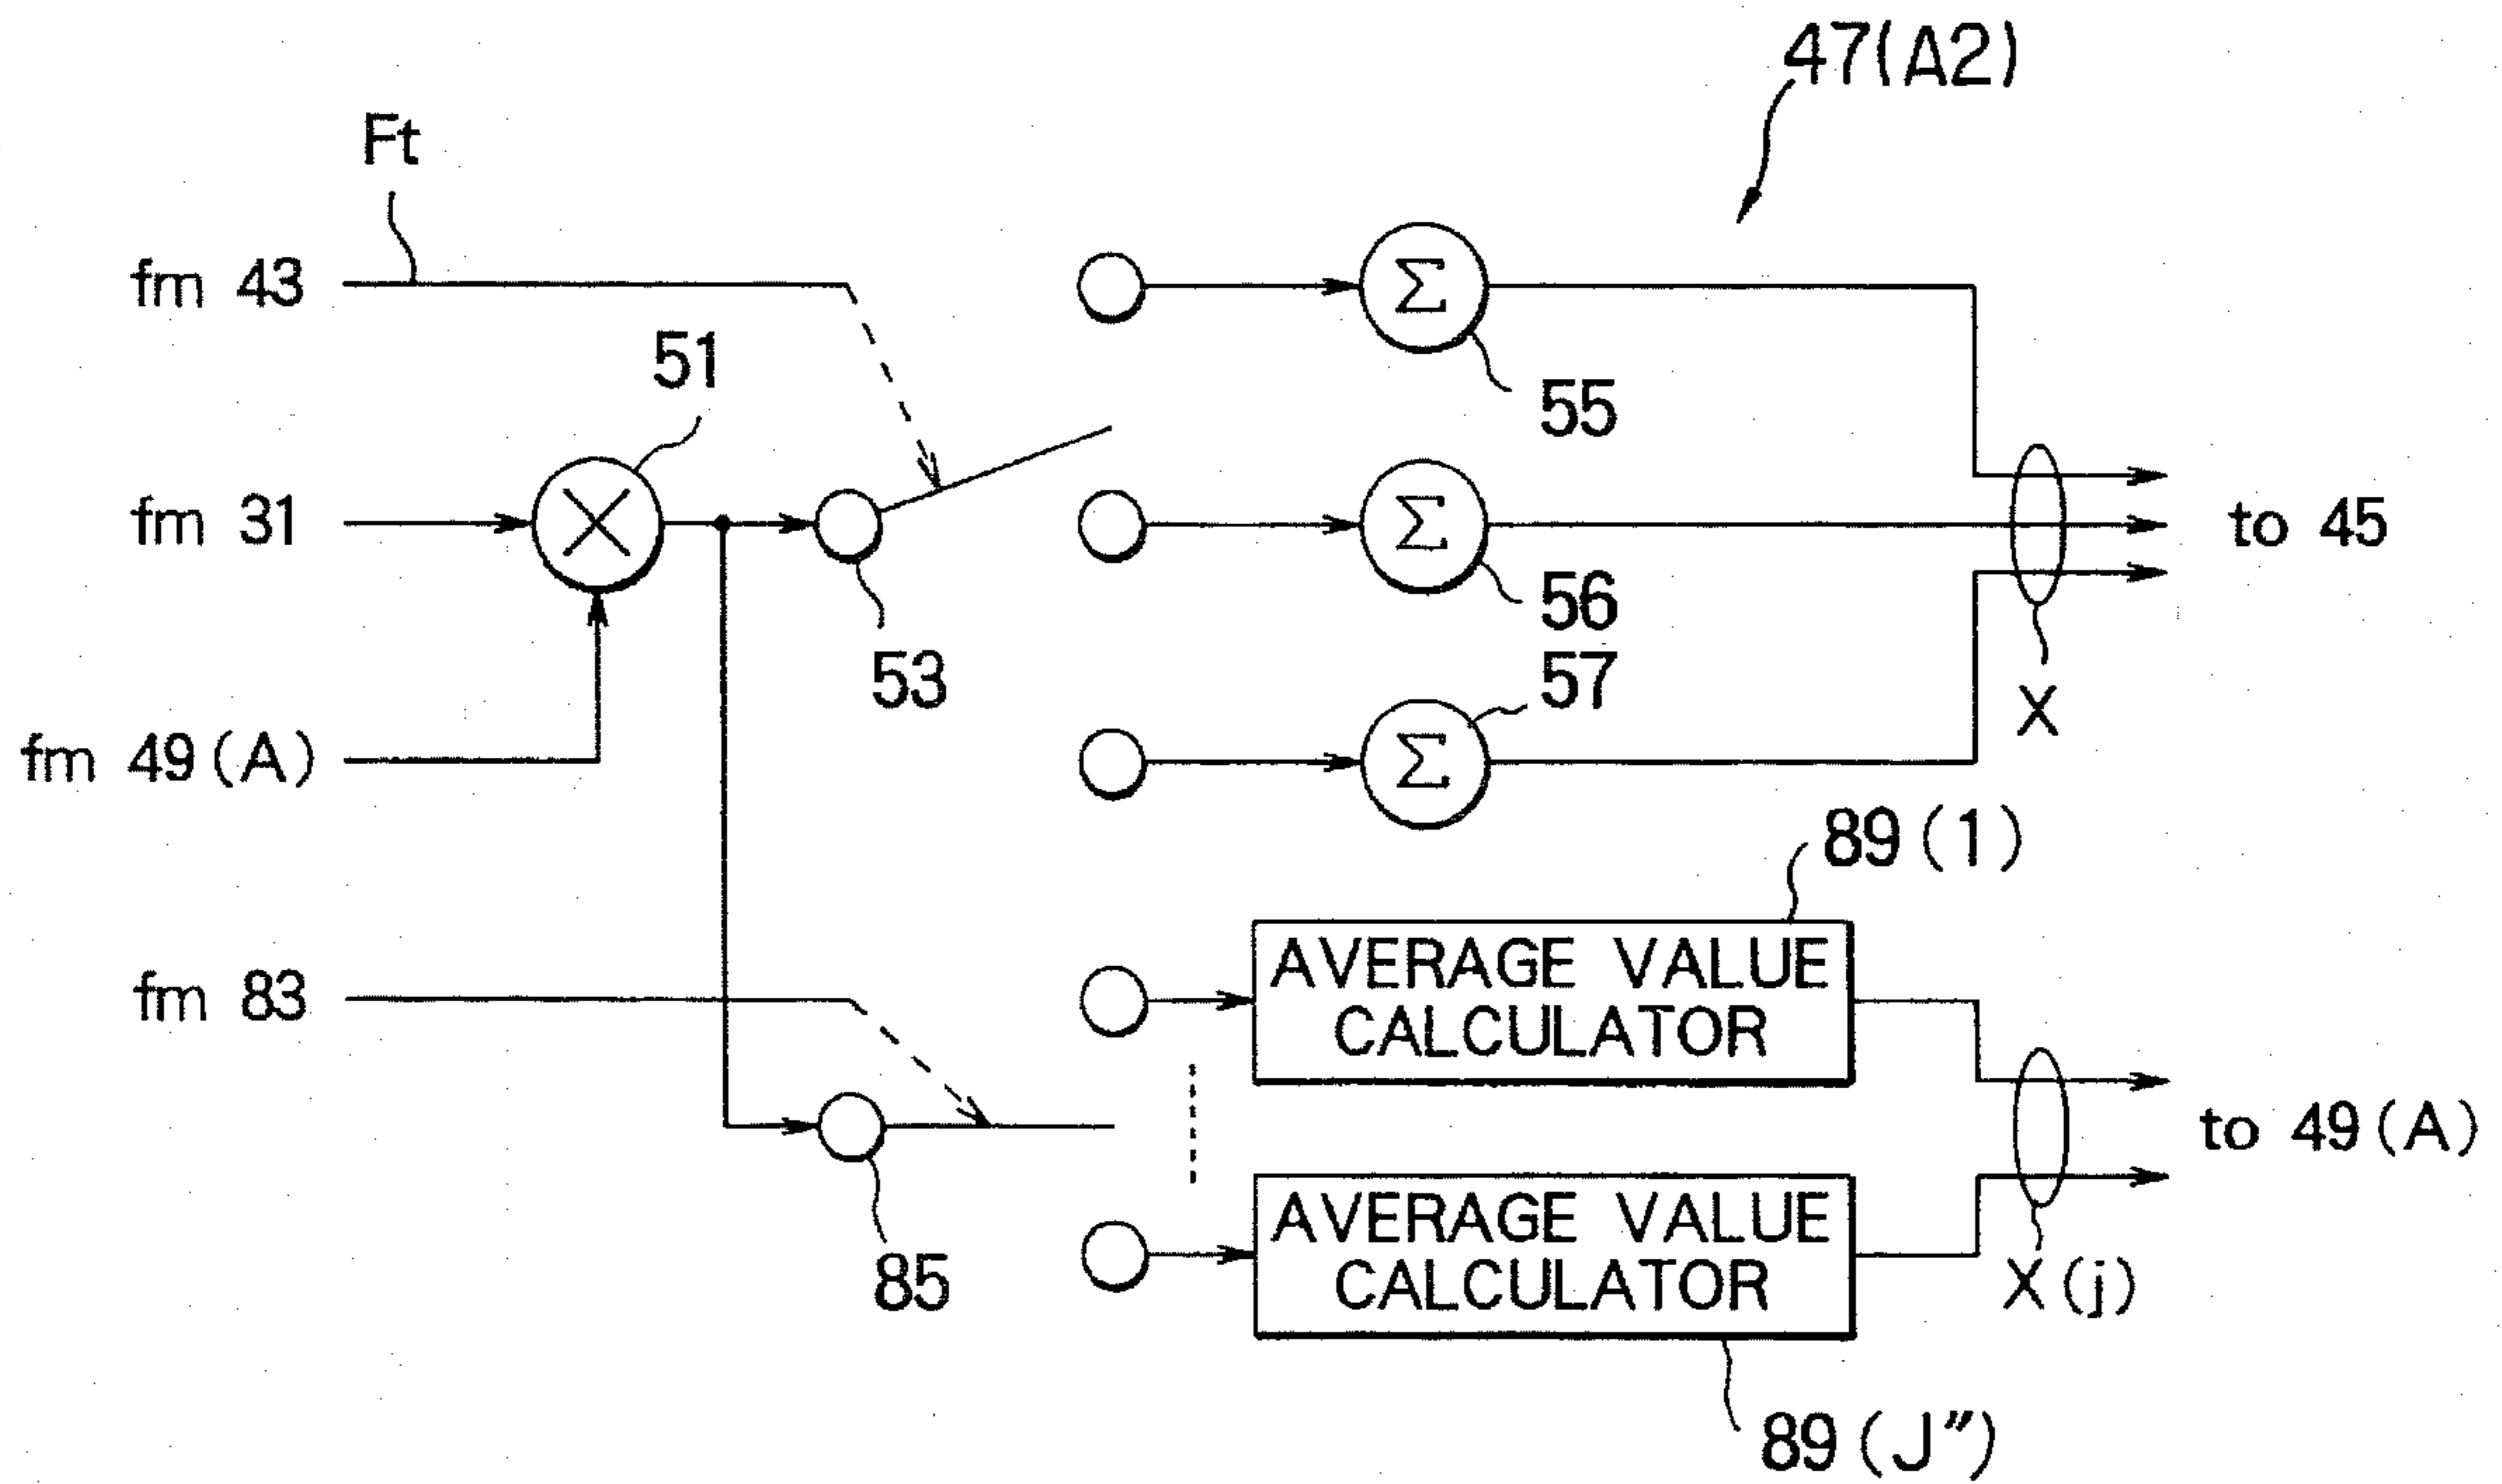 47(A2)
Ft
fm 43
51
55
fm 31
Σ
Σ
Σ
to 45
56
53
57
X
fm 49(A)
89(1)
AVERAGE VALUE
CALCULATOR
fm 83
to 49(A)
AVERAGE VALUE
CALCULATOR
85
X(j)
89(J")